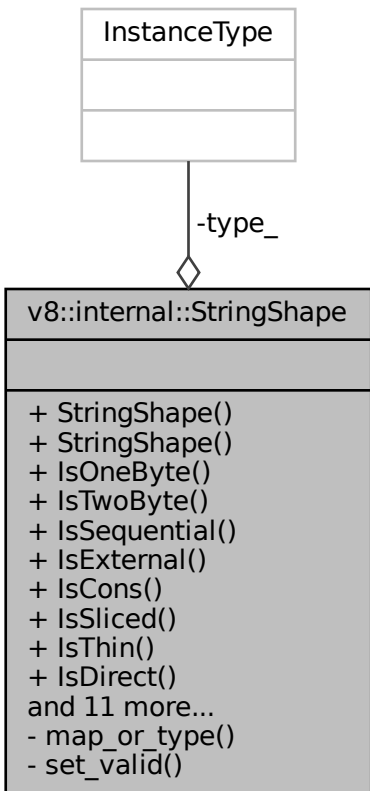 InstanceType
-type_
v8::internal::StringShape
+ StringShape()
+ StringShape()
+ IsOneByte()
+ IsTwoByte()
+ IsSequential()
+ IsExternal()
+ IsCons()
+ IsSliced()
+ IsThin()
+ IsDirect()
and 11 more...
- map_or_type()
- set_valid()